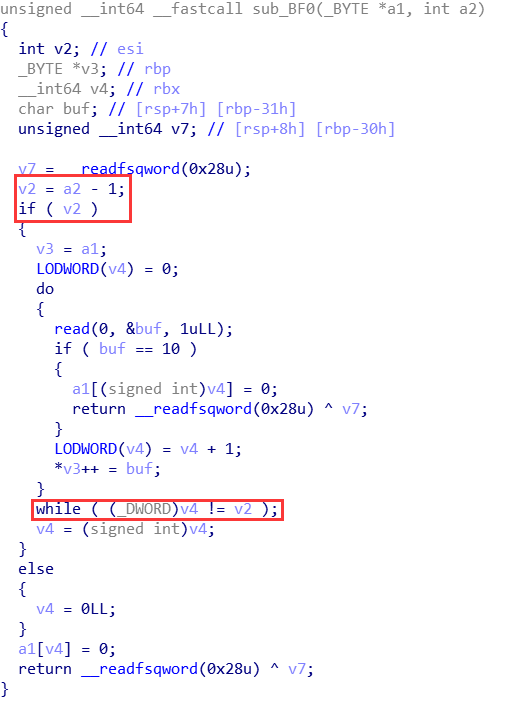 unsigned __int64 __fastcall sub_BF0(_BYTE *a1, int a2)
{
  int v2; // esi
  _BYTE *v3; // rbp
  __int64 v4; // rbx
  char buf; // [rsp+7h] [rbp-31h]
  unsigned __int64 v7; // [rsp+8h] [rbp-30h]

  v7 = __readfsqword(0x28u);
  v2 = a2 - 1;
  if ( v2 )
  {
    v3 = a1;
    LODWORD(v4) = 0;
    do
    {
      read(0, &buf, 1uLL);
      if ( buf == 10 )
      {
        a1[(signed int)v4] = 0;
        return __readfsqword(0x28u) ^ v7;
      }
      LODWORD(v4) = v4 + 1;
      *v3++ = buf;
    }
    while ( (_DWORD)v4 != v2 );
    v4 = (signed int)v4;
  }
  else
  {
    v4 = 0LL;
  }
  a1[v4] = 0;
  return __readfsqword(0x28u) ^ v7;
}